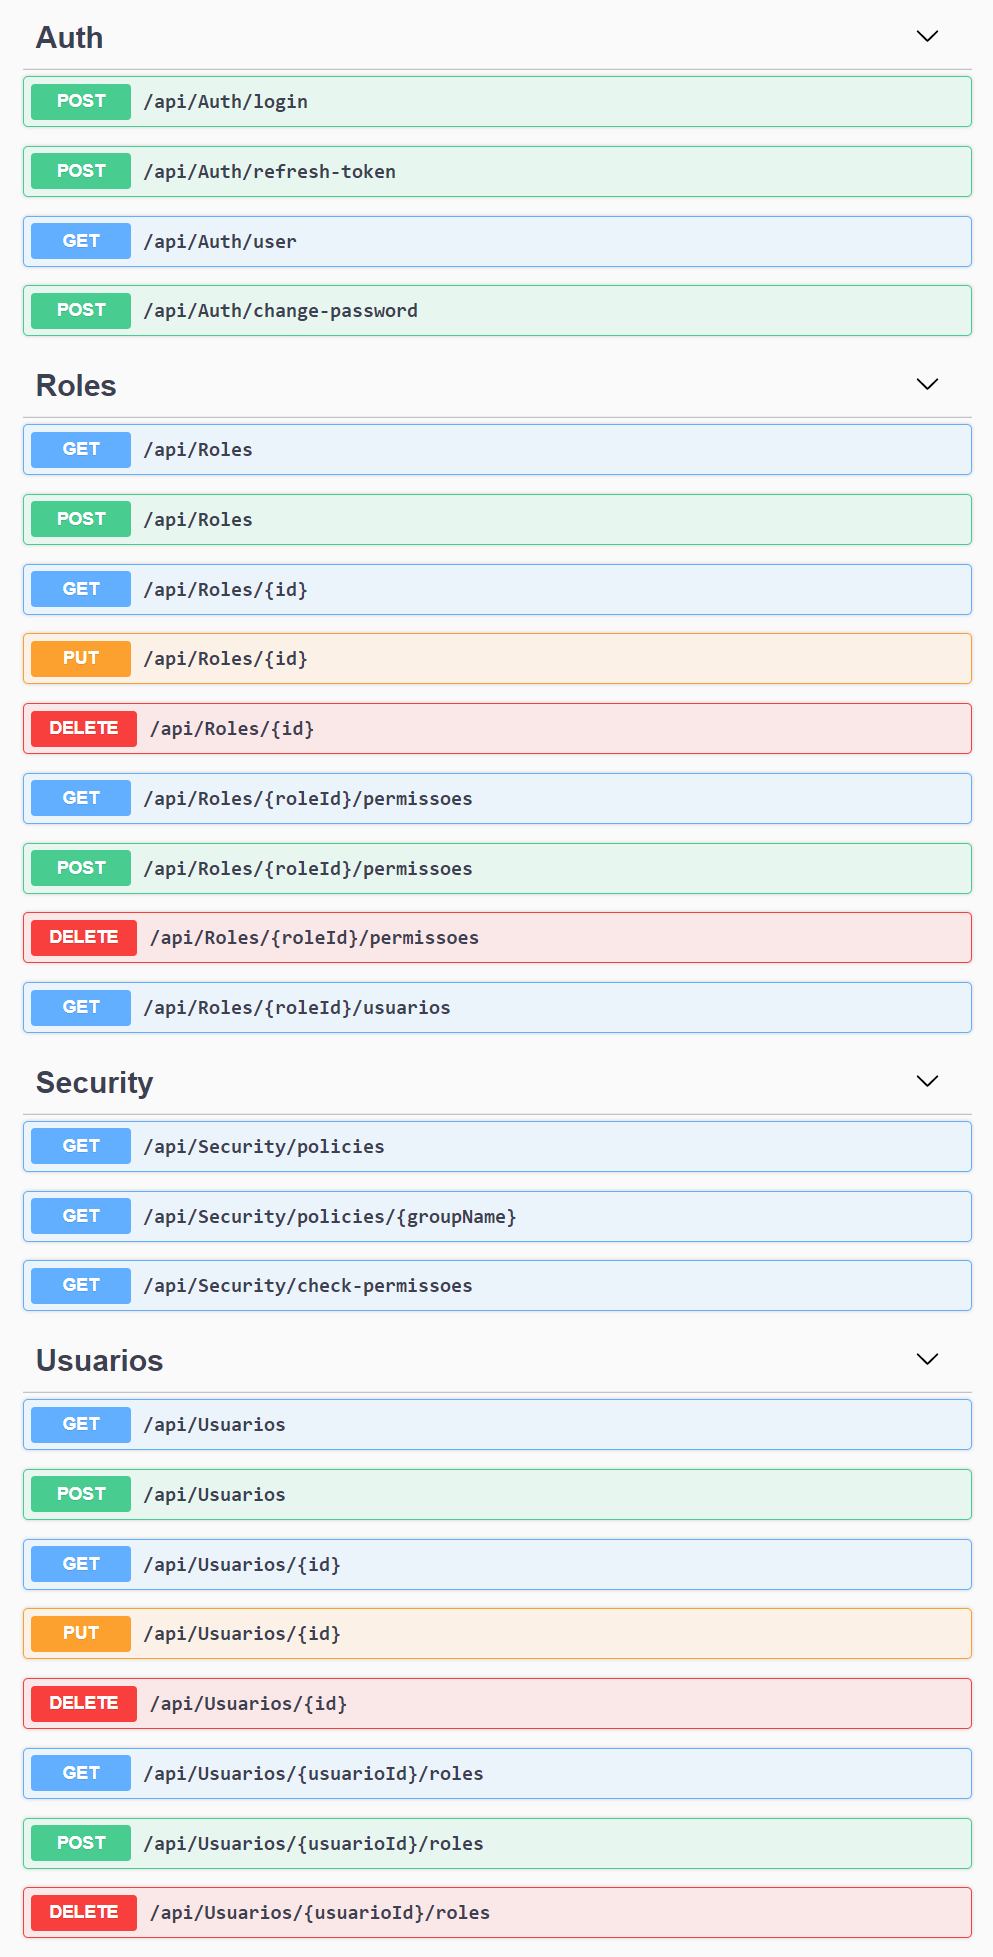 Auth
POST /api/Auth/login
POST /api/Auth/refresh-token
GET /api/Auth/user
POST /api/Auth/change-password
Roles
GET /api/Roles
POST /api/Roles
GET /api/Roles/{id}
PUT /api/Roles/{id}
DELETE /api/Roles/{id}
GET /api/Roles/{roleId}/permissoes
POST /api/Roles/{roleId}/permissoes
DELETE /api/Roles/{roleId}/permissoes
GET /api/Roles/{roleId}/usuarios
Security
GET /api/Security/policies
GET /api/Security/policies/{groupName}
GET /api/Security/check-permissoes
Usuarios
GET /api/Usuarios
POST /api/Usuarios
GET /api/Usuarios/{id}
PUT /api/Usuarios/{id}
DELETE /api/Usuarios/{id}
GET /api/Usuarios/{usuarioId}/roles
POST /api/Usuarios/{usuarioId}/roles
DELETE /api/Usuarios/{usuarioId}/roles